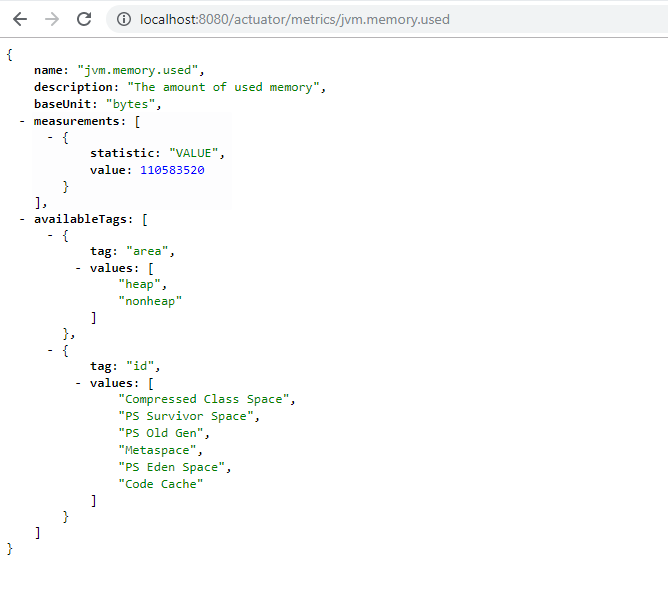 localhost:8080/actuator/metrics/jvm.memory.used
{
name: "jvm.memory.used",
description: "The amount of used memory",
baseUnit: "bytes",
- measurements: [
- {
statistic: "VALUE",
value: 110583520
}
],
- availableTags: [
- {
tag: "area",
- values: [
"heap",
"nonheap"
]
},
- {
tag: "id",
- values: [
"Compressed Class Space",
"PS Survivor Space",
"PS Old Gen",
"Metaspace",
"PS Eden Space",
"Code Cache"
]
}
]
}